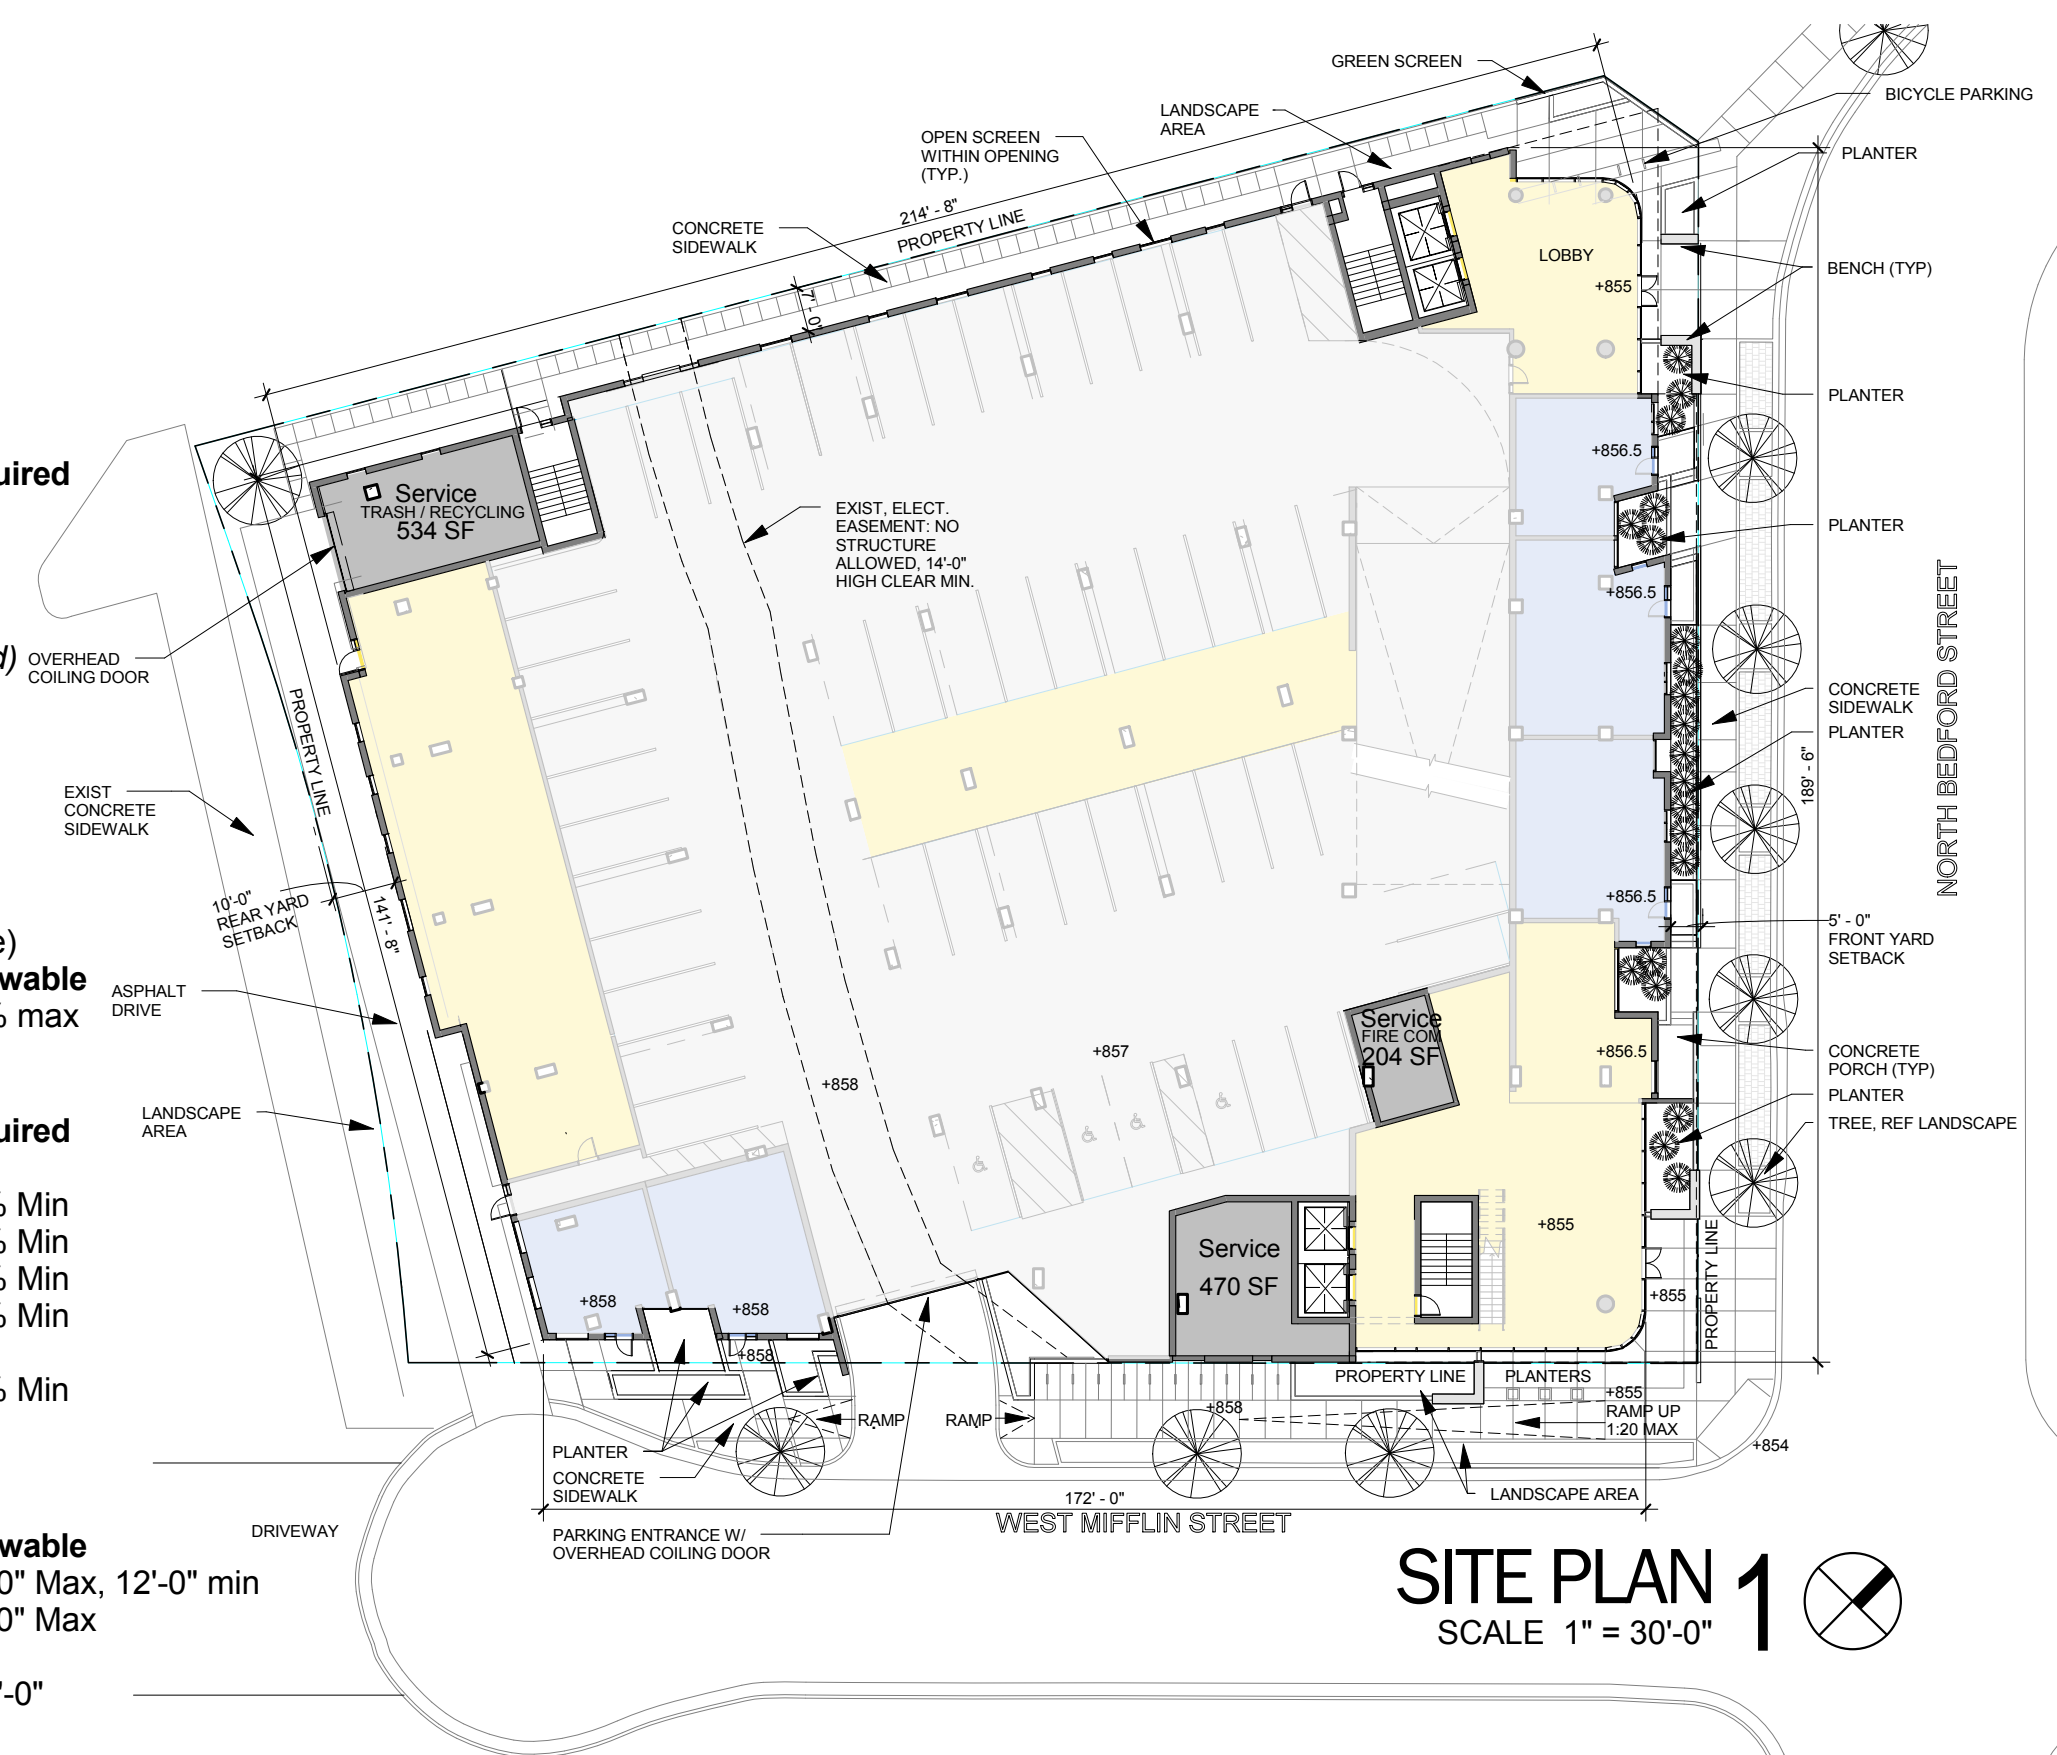 GREEN SCREEN
BICYCLE PARKING
LANDSCAPE
AREA
OPEN SCREEN
WITHIN OPENING
(TYP.)
PLANTER
214' - 8"
PROPERTY LINE
CONCRETE
SIDEWALK
LOBBY
+855
BENCH (TYP)
7' - 0"
PLANTER
+856.5
uired
Service
TRASH / RECYCLING
534 SF
EXIST, ELECT.
EASEMENT: NO
STRUCTURE
ALLOWED, 14'-0"
HIGH CLEAR MIN.
PLANTER
+856.5
NORTH BEDFORD STREET
d)
OVERHEAD
COILING DOOR
PROPERTY LINE
CONCRETE
SIDEWALK
PLANTER
189' - 6"
EXIST
CONCRETE
SIDEWALK
10'-0"
REAR YARD
SETBACK
141' - 8"
+856.5
5' - 0"
FRONT YARD
SETBACK
e)
wable
% max
ASPHALT
DRIVE
Service
FIRE COM
204 SF
+857
+858
+856.5
CONCRETE
PORCH (TYP)
PLANTER
TREE, REF LANDSCAPE
LANDSCAPE
AREA
uired
% Min
% Min
% Min
% Min
% Min
Service
470 SF
+855
+855
PROPERTY LINE
+858
+858
+858
PROPERTY LINE
PLANTERS
+855
RAMP UP
1:20 MAX
+858
RAMP
RAMP
+854
PLANTER
CONCRETE
SIDEWALK
LANDSCAPE AREA
172' - 0"
WEST MIFFLIN STREET
DRIVEWAY
PARKING ENTRANCE W/
OVERHEAD COILING DOOR
wable
0" Max, 12'-0" min
0" Max
'-0"
SITE PLAN 1
SCALE 1" = 30'-0"